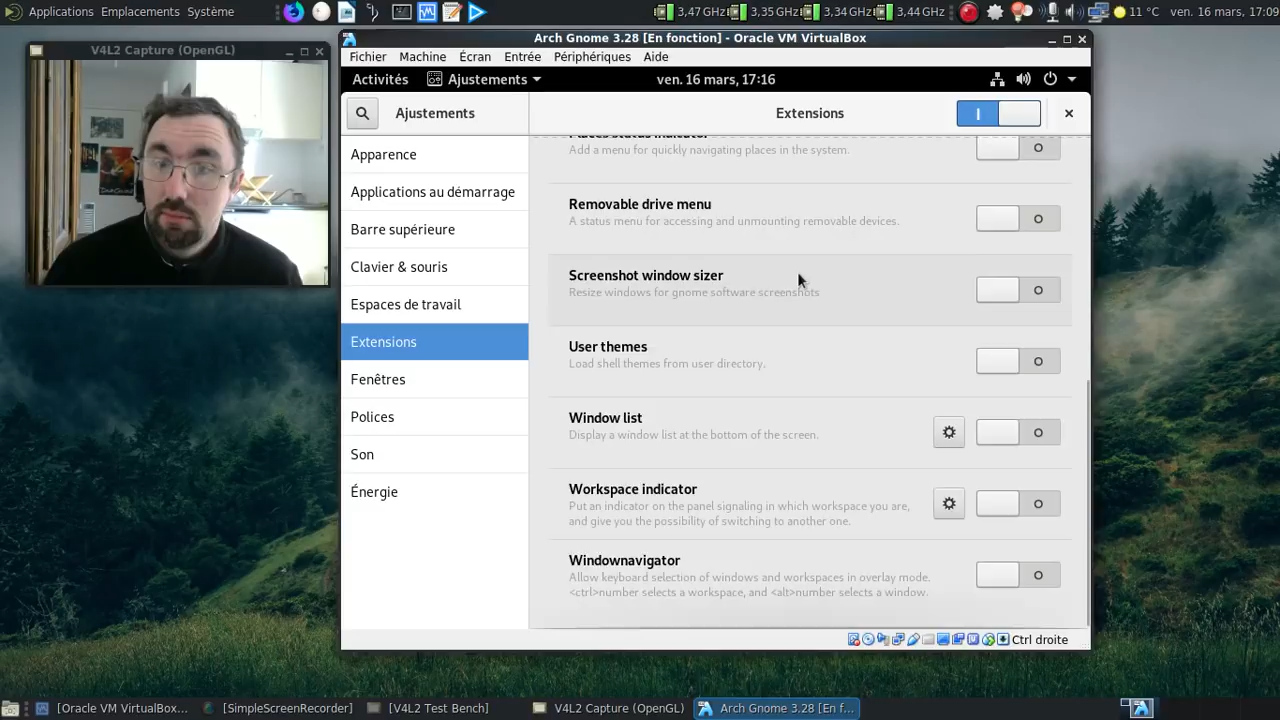 Applications Emplacements Système
3,47 GHz 3,35 GHz 3,34 GHz 3,44 GHz 11 °C ven. 16 mars, 17:09
V4L2 Capture (OpenGL)
Arch Gnome 3.28 [En fonction] - Oracle VM VirtualBox
Fichier Machine Écran Entrée Périphériques Aide
Activités Ajustements ven. 16 mars, 17:16
Ajustements
Extensions
Apparence
Applications au démarrage
Barre supérieure
Clavier & souris
Espaces de travail
Extensions
Fenêtres
Polices
Son
Énergie
Places status indicator
Add a menu for quickly navigating places in the system.
Removable drive menu
A status menu for accessing and unmounting removable devices.
Screenshot window sizer
Resize windows for gnome software screenshots
User themes
Load shell themes from user directory.
Window list
Display a window list at the bottom of the screen.
Workspace indicator
Put an indicator on the panel signaling in which workspace you are,
and give you the possibility of switching to another one.
Windownavigator
Allow keyboard selection of windows and workspaces in overlay mode.
<ctrl>number selects a workspace, and <alt>number selects a window.
Ctrl droite
[Oracle VM VirtualBox... [SimpleScreenRecorder] [V4L2 Test Bench] V4L2 Capture (OpenGL) Arch Gnome 3.28 [En f...